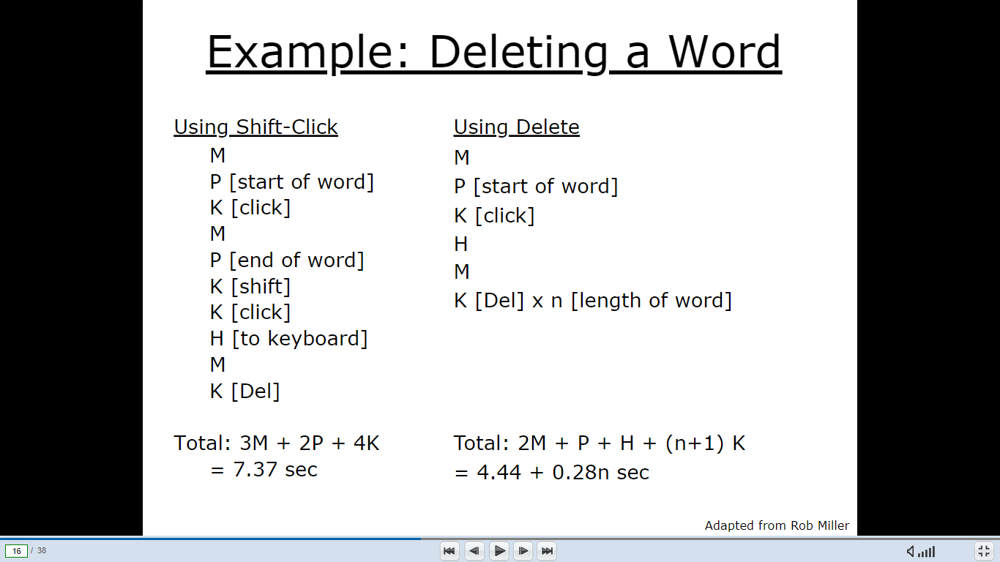 Example: Deleting a Word
Using Shift-Click
M
P [start of word]
K [click]
M
P [end of word]
K [shift]
K [click]
H [to keyboard]
M
K [Del]
Total: 3M + 2P + 4K
= 7.37 sec
Using Delete
M
P [start of word]
K [click]
H
M
K [Del] x n [length of word]
Total: 2M + P + H + (n+1) K
= 4.44 + 0.28n sec
Adapted from Rob Miller
16 / 38